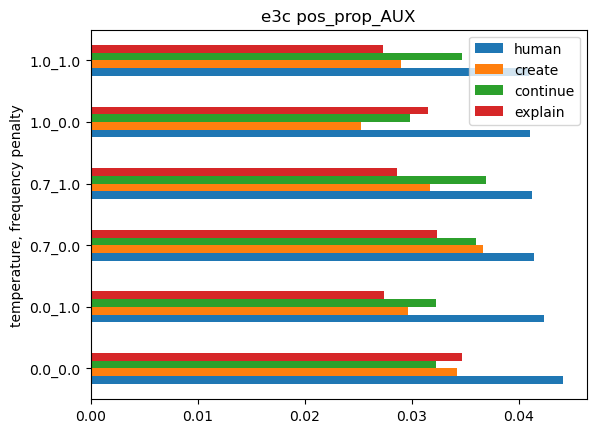 e3c pos_prop_AUX
human
create
continue
explain
temperature, frequency penalty
1.0_1.0
1.0_0.0
0.7_1.0
0.7_0.0
0.0_1.0
0.0_0.0
0.00 0.01 0.02 0.03 0.04